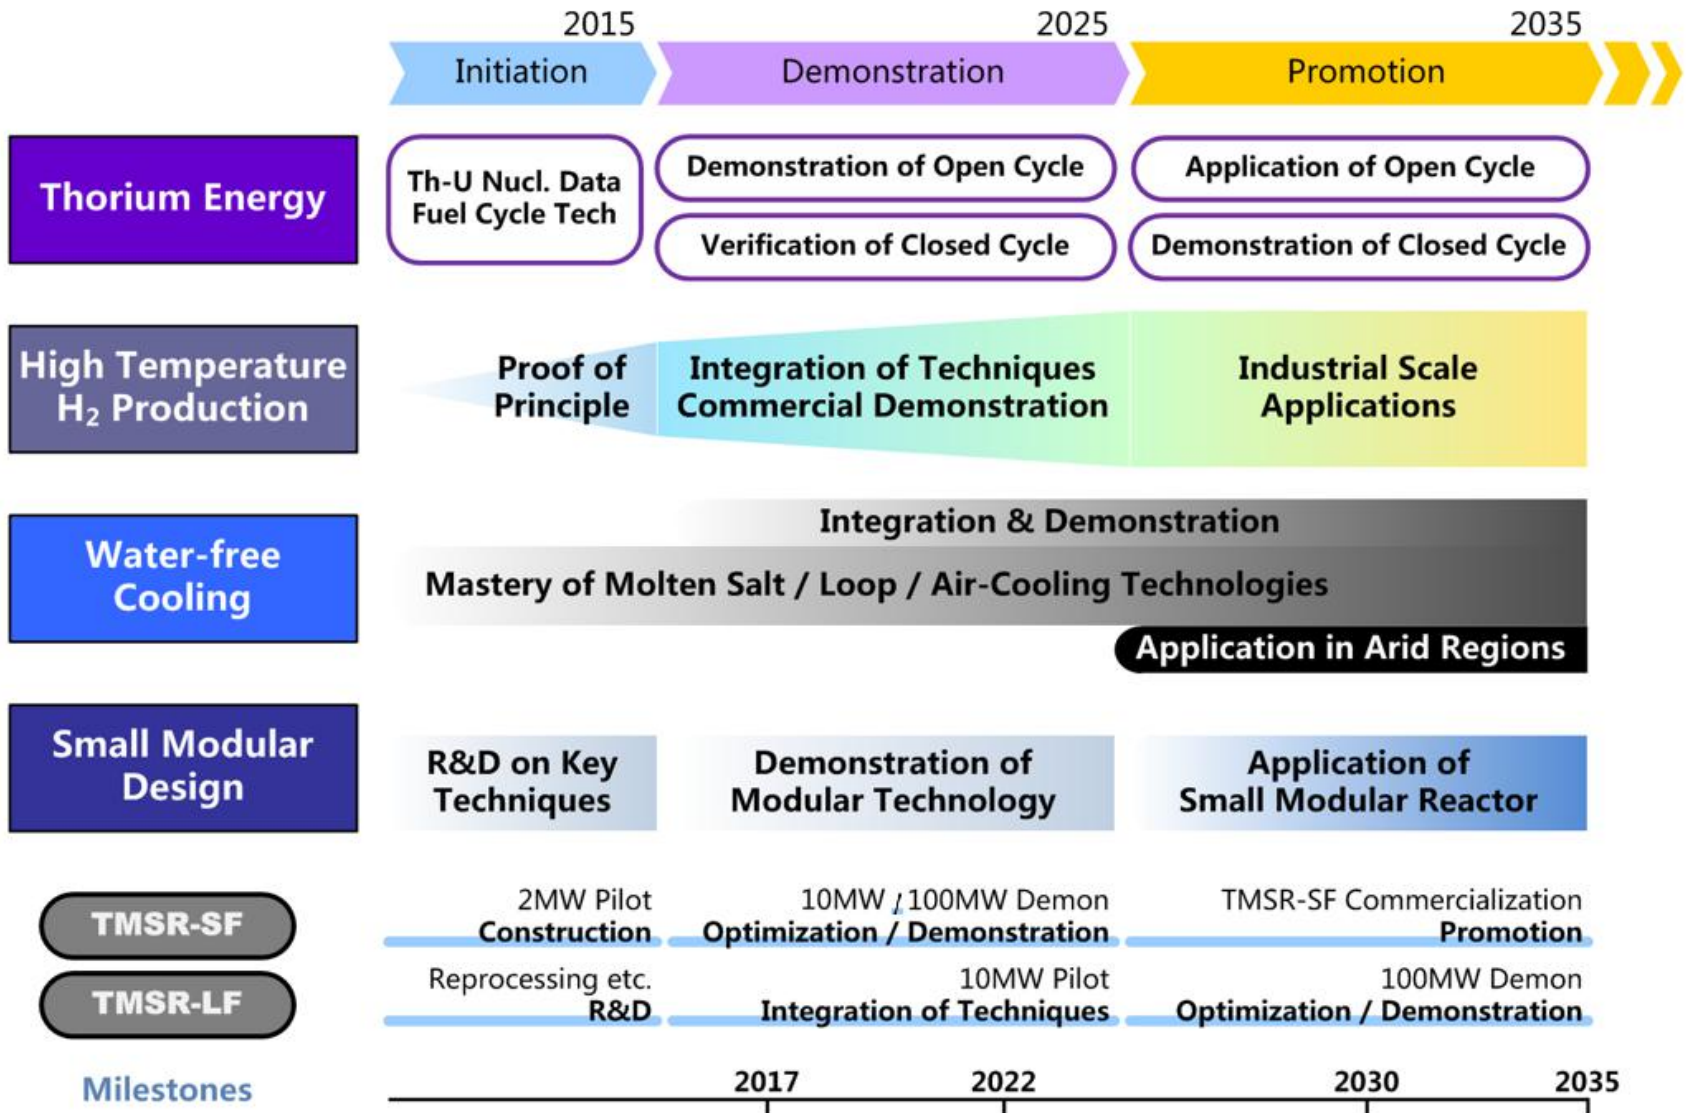 2015 2025 2035
Initiation Demonstration Promotion
Thorium Energy
Th-U Nucl. Data
Fuel Cycle Tech
Demonstration of Open Cycle
Verification of Closed Cycle
Application of Open Cycle
Demonstration of Closed Cycle
High Temperature
H₂ Production
Proof of
Principle
Integration of Techniques
Commercial Demonstration
Industrial Scale
Applications
Water-free
Cooling
Integration & Demonstration
Mastery of Molten Salt / Loop / Air-Cooling Technologies
Application in Arid Regions
Small Modular
Design
R&D on Key
Techniques
Demonstration of
Modular Technology
Application of
Small Modular Reactor
TMSR-SF
2MW Pilot
Construction
10MW / 100MW Demon
Optimization / Demonstration
TMSR-SF Commercialization
Promotion
TMSR-LF
Reprocessing etc.
R&D
10MW Pilot
Integration of Techniques
100MW Demon
Optimization / Demonstration
Milestones
2017 2022 2030 2035